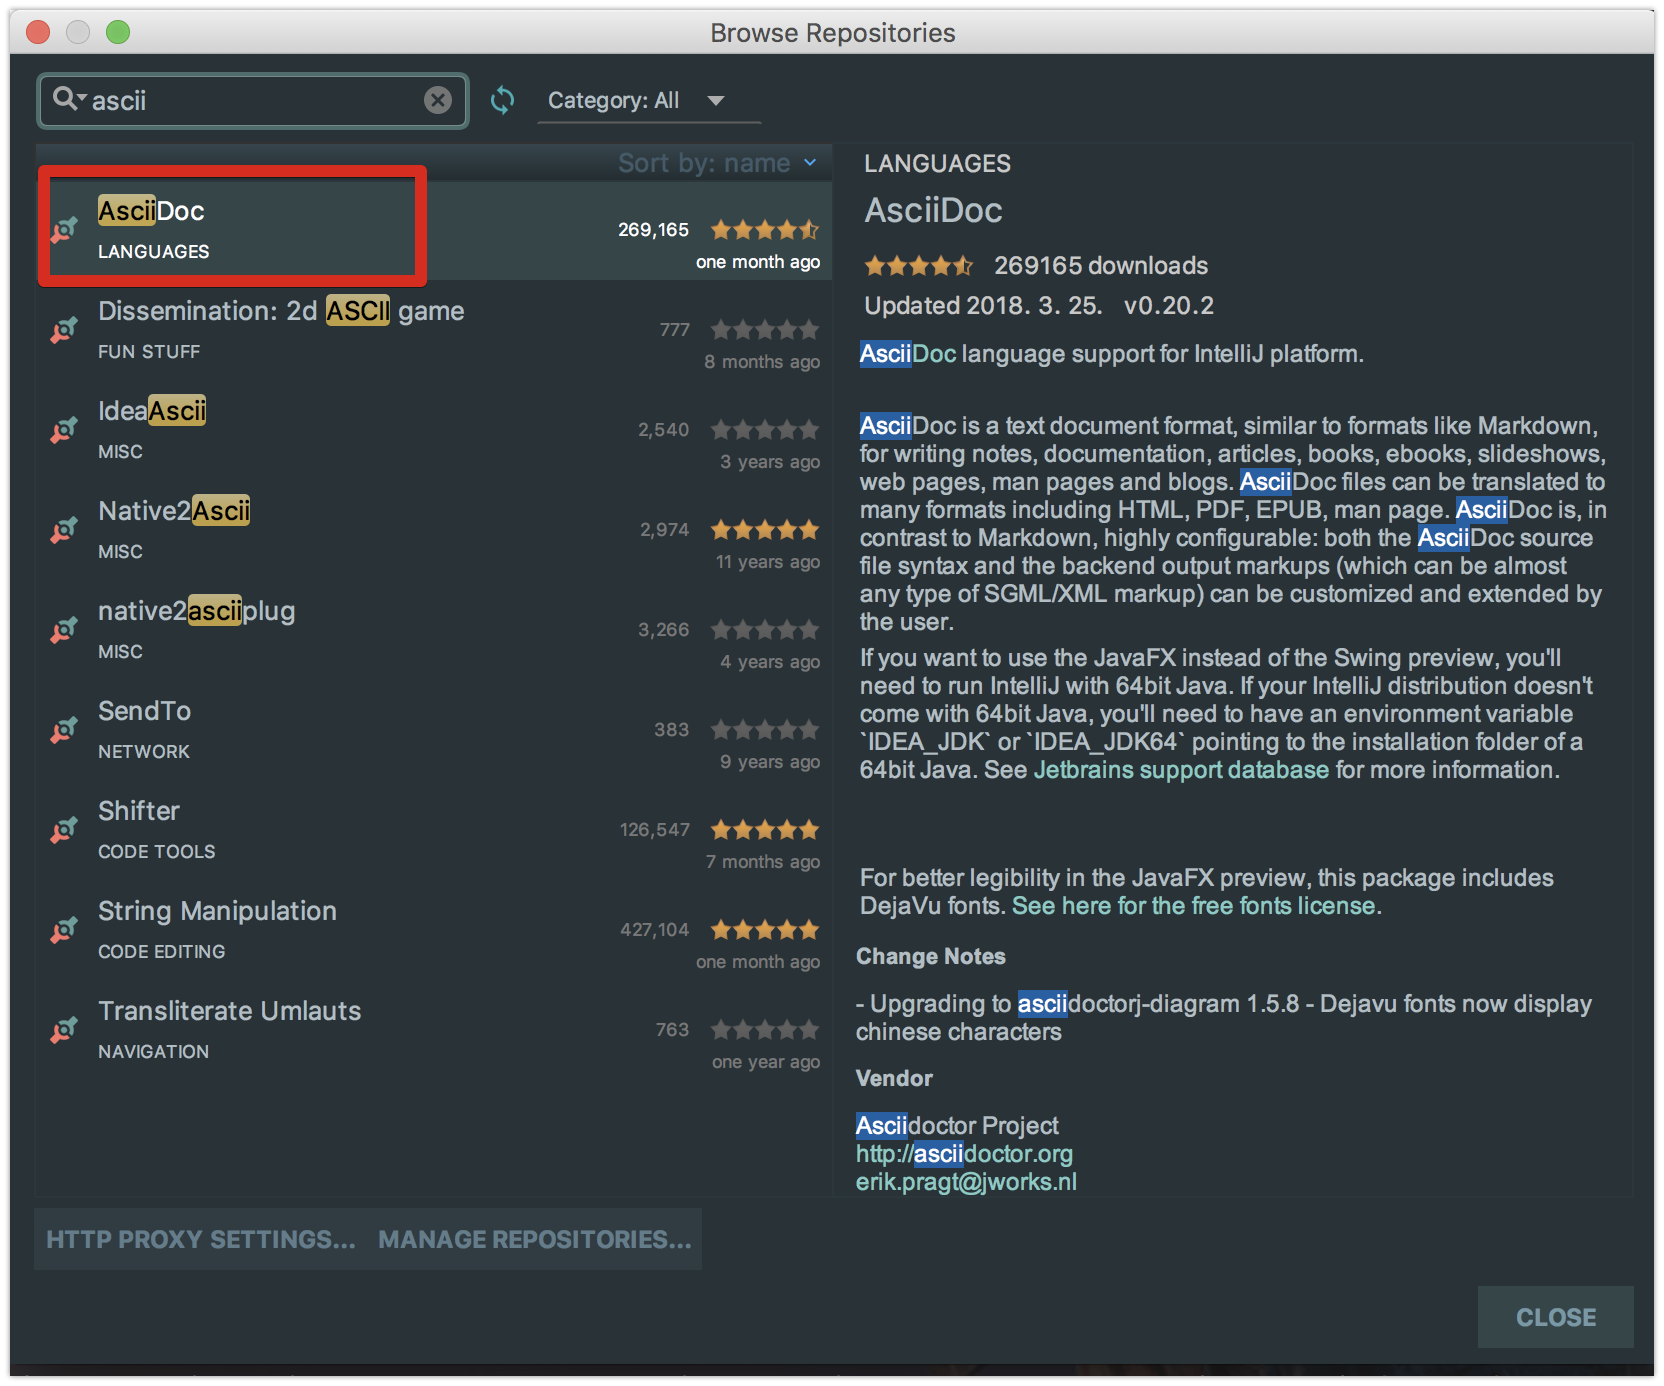 Browse Repositories
ascii
Category: All
Sort by: name
AsciiDoc
LANGUAGES
269,165
one month ago
Dissemination: 2d ASCII game
FUN STUFF
777
8 months ago
IdeaAscii
MISC
2,540
3 years ago
Native2Ascii
MISC
2,974
11 years ago
native2asciiplug
MISC
3,266
4 years ago
SendTo
NETWORK
383
9 years ago
Shifter
CODE TOOLS
126,547
7 months ago
String Manipulation
CODE EDITING
427,104
one month ago
Transliterate Umlauts
NAVIGATION
763
one year ago
LANGUAGES
AsciiDoc
269165 downloads
Updated 2018. 3. 25. v0.20.2
AsciiDoc language support for IntelliJ platform.
AsciiDoc is a text document format, similar to formats like Markdown,
for writing notes, documentation, articles, books, ebooks, slideshows,
web pages, man pages and blogs. AsciiDoc files can be translated to
many formats including HTML, PDF, EPUB, man page. AsciiDoc is, in
contrast to Markdown, highly configurable: both the AsciiDoc source
file syntax and the backend output markups (which can be almost
any type of SGML/XML markup) can be customized and extended by
the user.
If you want to use the JavaFX instead of the Swing preview, you'll
need to run IntelliJ with 64bit Java. If your IntelliJ distribution doesn't
come with 64bit Java, you'll need to have an environment variable
`IDEA_JDK` or `IDEA_JDK64` pointing to the installation folder of a
64bit Java. See Jetbrains support database for more information.
For better legibility in the JavaFX preview, this package includes
DejaVu fonts. See here for the free fonts license.
Change Notes
- Upgrading to asciidoctorj-diagram 1.5.8 - Dejavu fonts now display
chinese characters
Vendor
Asciidoctor Project
http://asciidoctor.org
erik.pragt@jworks.nl
HTTP PROXY SETTINGS... MANAGE REPOSITORIES...
CLOSE